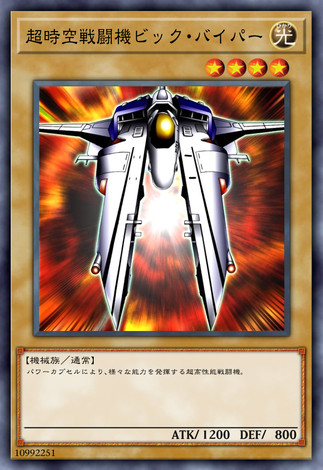 超時空戦闘機ビック・バイパー
光
【機械族／通常】
パワーカプセルにより、様々な能力を発揮する超高性能戦闘機。
ATK/ 1200 DEF/ 800
10992251